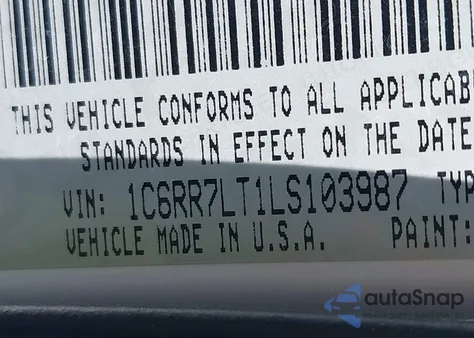 THIS VEHICLE CONFORMS TO ALL APPLICAB
STANDARDS IN EFFECT ON THE DATE
VIN: 1C6RR7LT1LS103987 TYP
VEHICLE MADE IN U.S.A. PAINT:
autoSnap